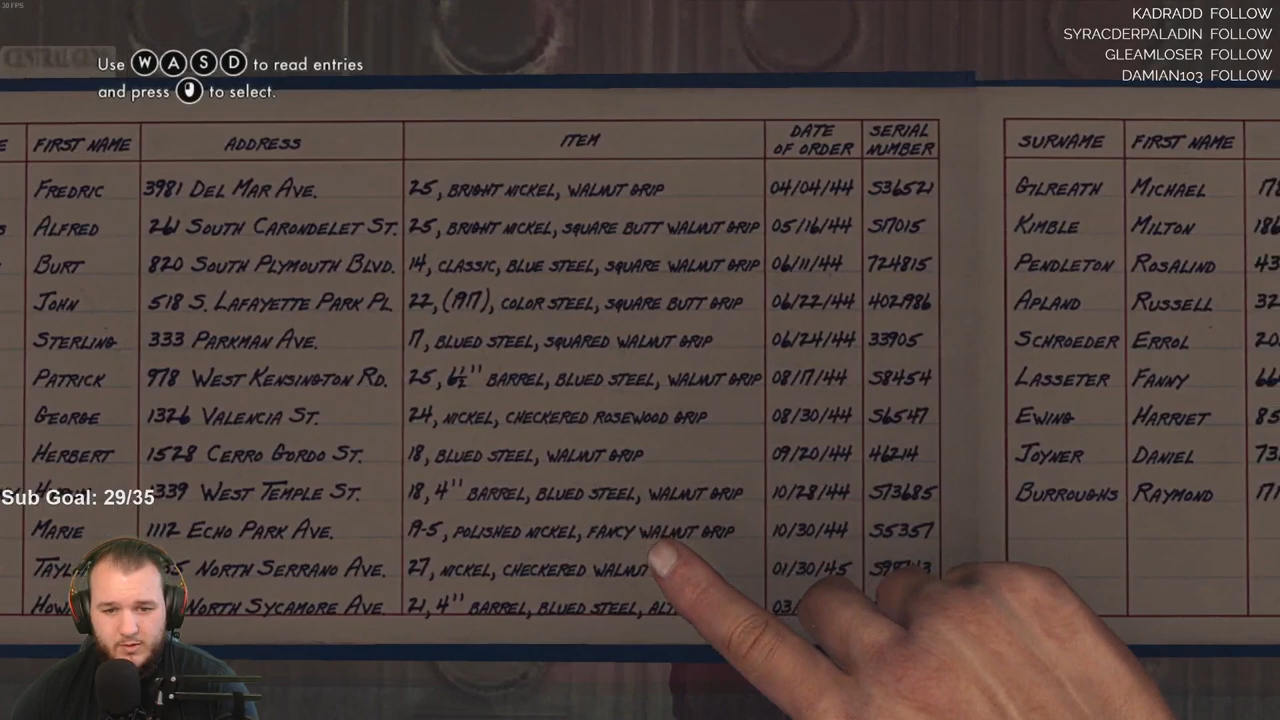 30 FPS
KADRADD FOLLOW
SYRACDERPALADIN FOLLOW
GLEAMLOSER FOLLOW
DAMIAN103 FOLLOW
Use W A S D to read entries
and press to select.
FIRST NAME ADDRESS ITEM DATE OF ORDER SERIAL NUMBER
FREDRIC 3981 DEL MAR AVE. 25, BRIGHT NICKEL, WALNUT GRIP 04/04/44 S36521
ALFRED 261 SOUTH CARONDELET ST. 25, BRIGHT NICKEL, SQUARE BUTT WALNUT GRIP 05/16/44 S17015
BURT 820 SOUTH PLYMOUTH BLVD. 14, CLASSIC, BLUE STEEL, SQUARE WALNUT GRIP 06/11/44 724815
JOHN 518 S. LAFAYETTE PARK PL. 22, (1917), COLOR STEEL, SQUARE BUTT GRIP 06/22/44 402986
STERLING 333 PARKMAN AVE. 17, BLUED STEEL, SQUARED WALNUT GRIP 06/24/44 33905
PATRICK 978 WEST KENSINGTON RD. 25, 6½" BARREL, BLUED STEEL, WALNUT GRIP 08/17/44 S8454
GEORGE 1326 VALENCIA ST. 24, NICKEL, CHECKERED ROSEWOOD GRIP 08/30/44 S6547
HERBERT 1528 CERRO GORDO ST. 18, BLUED STEEL, WALNUT GRIP 09/20/44 46214
1339 WEST TEMPLE ST. 18, 4" BARREL, BLUED STEEL, WALNUT GRIP 10/28/44 S73685
MARIE 1112 ECHO PARK AVE. 19-5, POLISHED NICKEL, FANCY WALNUT GRIP 10/30/44 S5357
NORTH SERRANO AVE. 27, NICKEL, CHECKERED WALNUT 01/30/45
NORTH SYCAMORE AVE 21, 4" BARREL, BLUED STEEL,
SURNAME FIRST NAME
GILREATH MICHAEL
KIMBLE MILTON
PENDLETON ROSALIND
APLAND RUSSELL
SCHROEDER ERROL
LASSETER FANNY
EWING HARRIET
JOYNER DANIEL
BURROUGHS RAYMOND
Sub Goal: 29/35